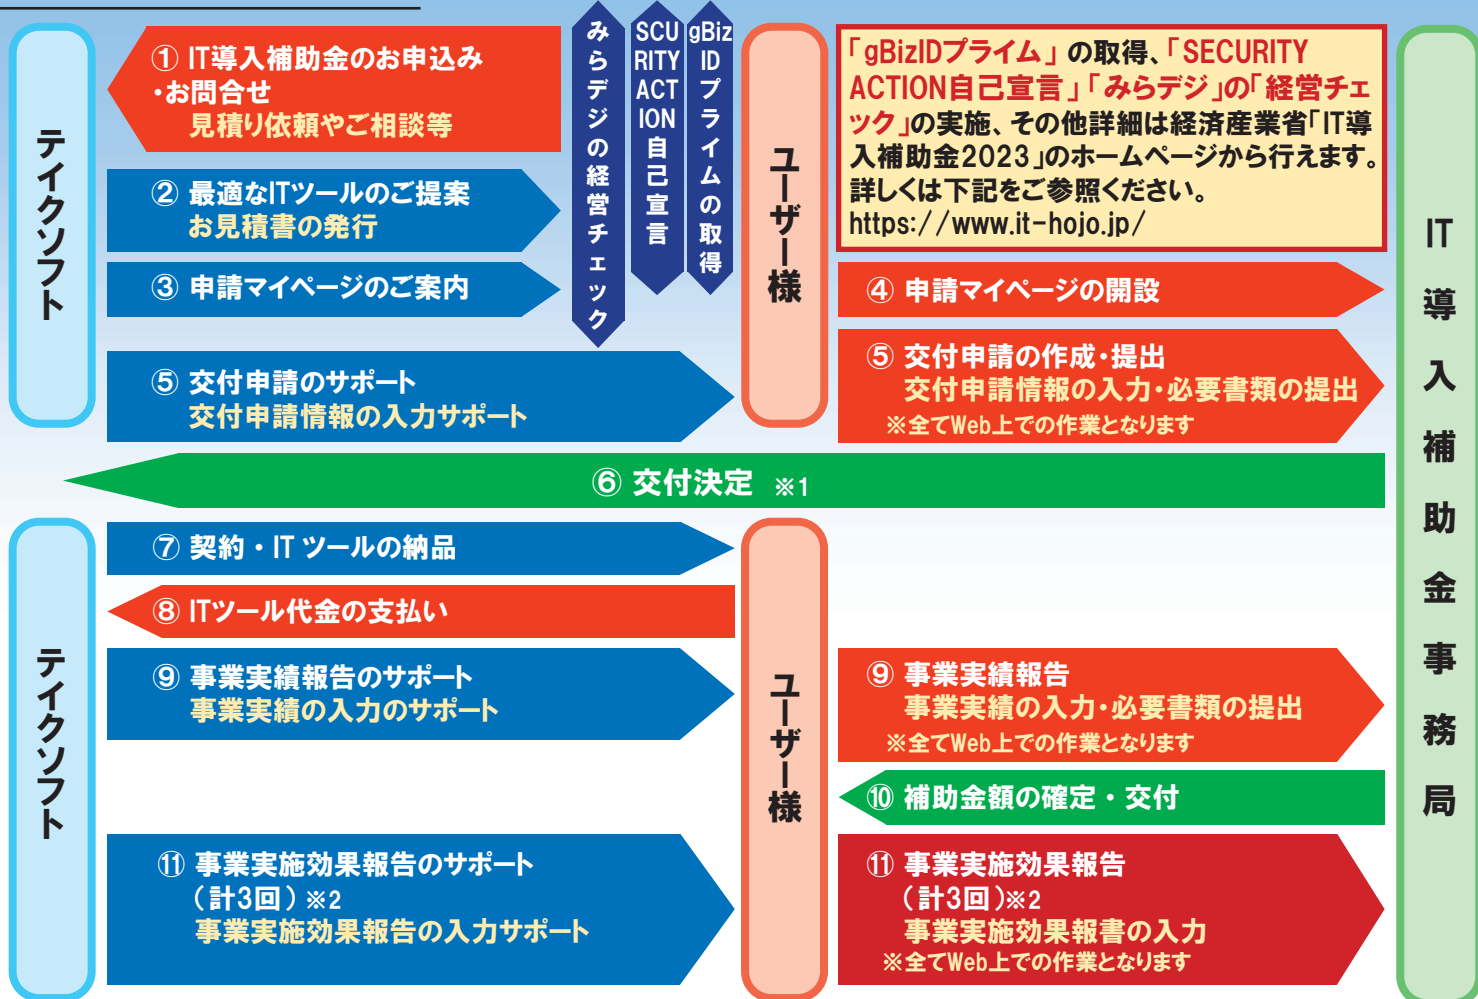 テイクソフト
① IT導入補助金のお申込み
・お問合せ
見積り依頼やご相談等
② 最適なITツールのご提案
お見積書の発行
③ 申請マイページのご案内
⑤ 交付申請のサポート
交付申請情報の入力サポート
みらデジの経営チェック
SCU
RITY
ACT
ION
自己宣言
gBiz
ID
プライムの取得
ユーザー様
「gBizIDプライム」の取得、「SECURITY
ACTION自己宣言」「みらデジ」の「経営チェ
ック」の実施、その他詳細は経済産業省「IT導
入補助金2023」のホームページから行えます。
詳しくは下記をご参照ください。
https://www.it-hojo.jp/
④ 申請マイページの開設
⑤ 交付申請の作成・提出
交付申請情報の入力・必要書類の提出
※全てWeb上での作業となります
IT導入補助金事務局
⑥ 交付決定 ※1
テイクソフト
⑦ 契約・IT ツールの納品
⑧ ITツール代金の支払い
⑨ 事業実績報告のサポート
事業実績の入力のサポート
⑪ 事業実施効果報告のサポート
（計3回）※2
事業実施効果報告の入力サポート
ユーザー様
⑨ 事業実績報告
事業実績の入力・必要書類の提出
※全てWeb上での作業となります
⑩ 補助金額の確定・交付
⑪ 事業実施効果報告
（計3回）※2
事業実施効果報書の入力
※全てWeb上での作業となります